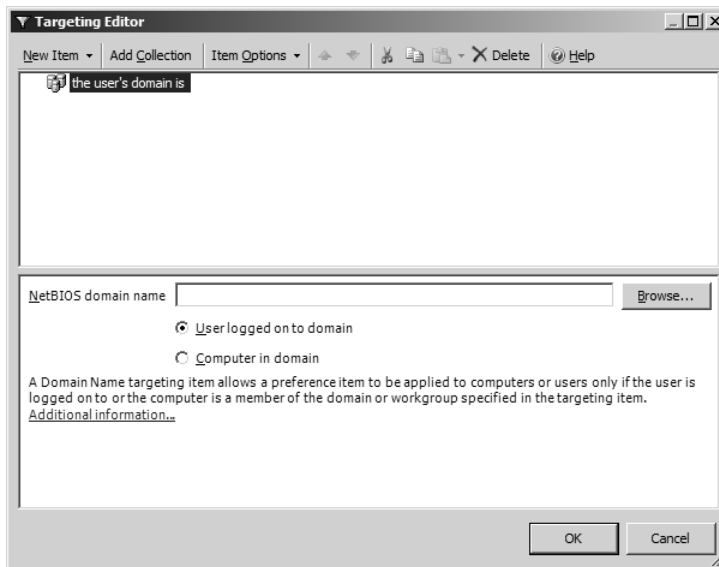 Targeting Editor
New Item Add Collection Item Options Delete Help
the user's domain is
NetBIOS domain name Browse...
User logged on to domain
Computer in domain
A Domain Name targeting item allows a preference item to be applied to computers or users only if the user is
logged on to or the computer is a member of the domain or workgroup specified in the targeting item.
Additional information...
OK Cancel